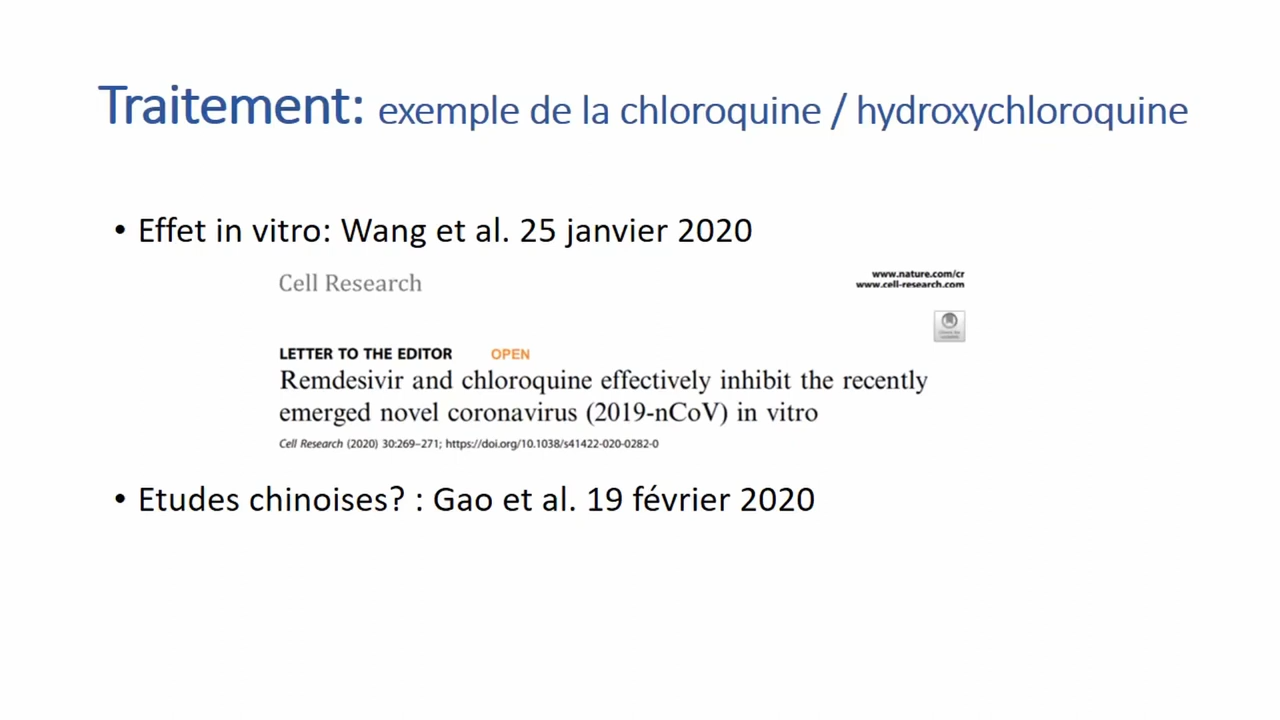 Traitement: exemple de la chloroquine / hydroxychloroquine
• Effet in vitro: Wang et al. 25 janvier 2020
Cell Research
www.nature.com/cr
www.cell-research.com
LETTER TO THE EDITOR OPEN
Remdesivir and chloroquine effectively inhibit the recently
emerged novel coronavirus (2019-nCoV) in vitro
Cell Research (2020) 30:269–271; https://doi.org/10.1038/s41422-020-0282-0
• Etudes chinoises? : Gao et al. 19 février 2020